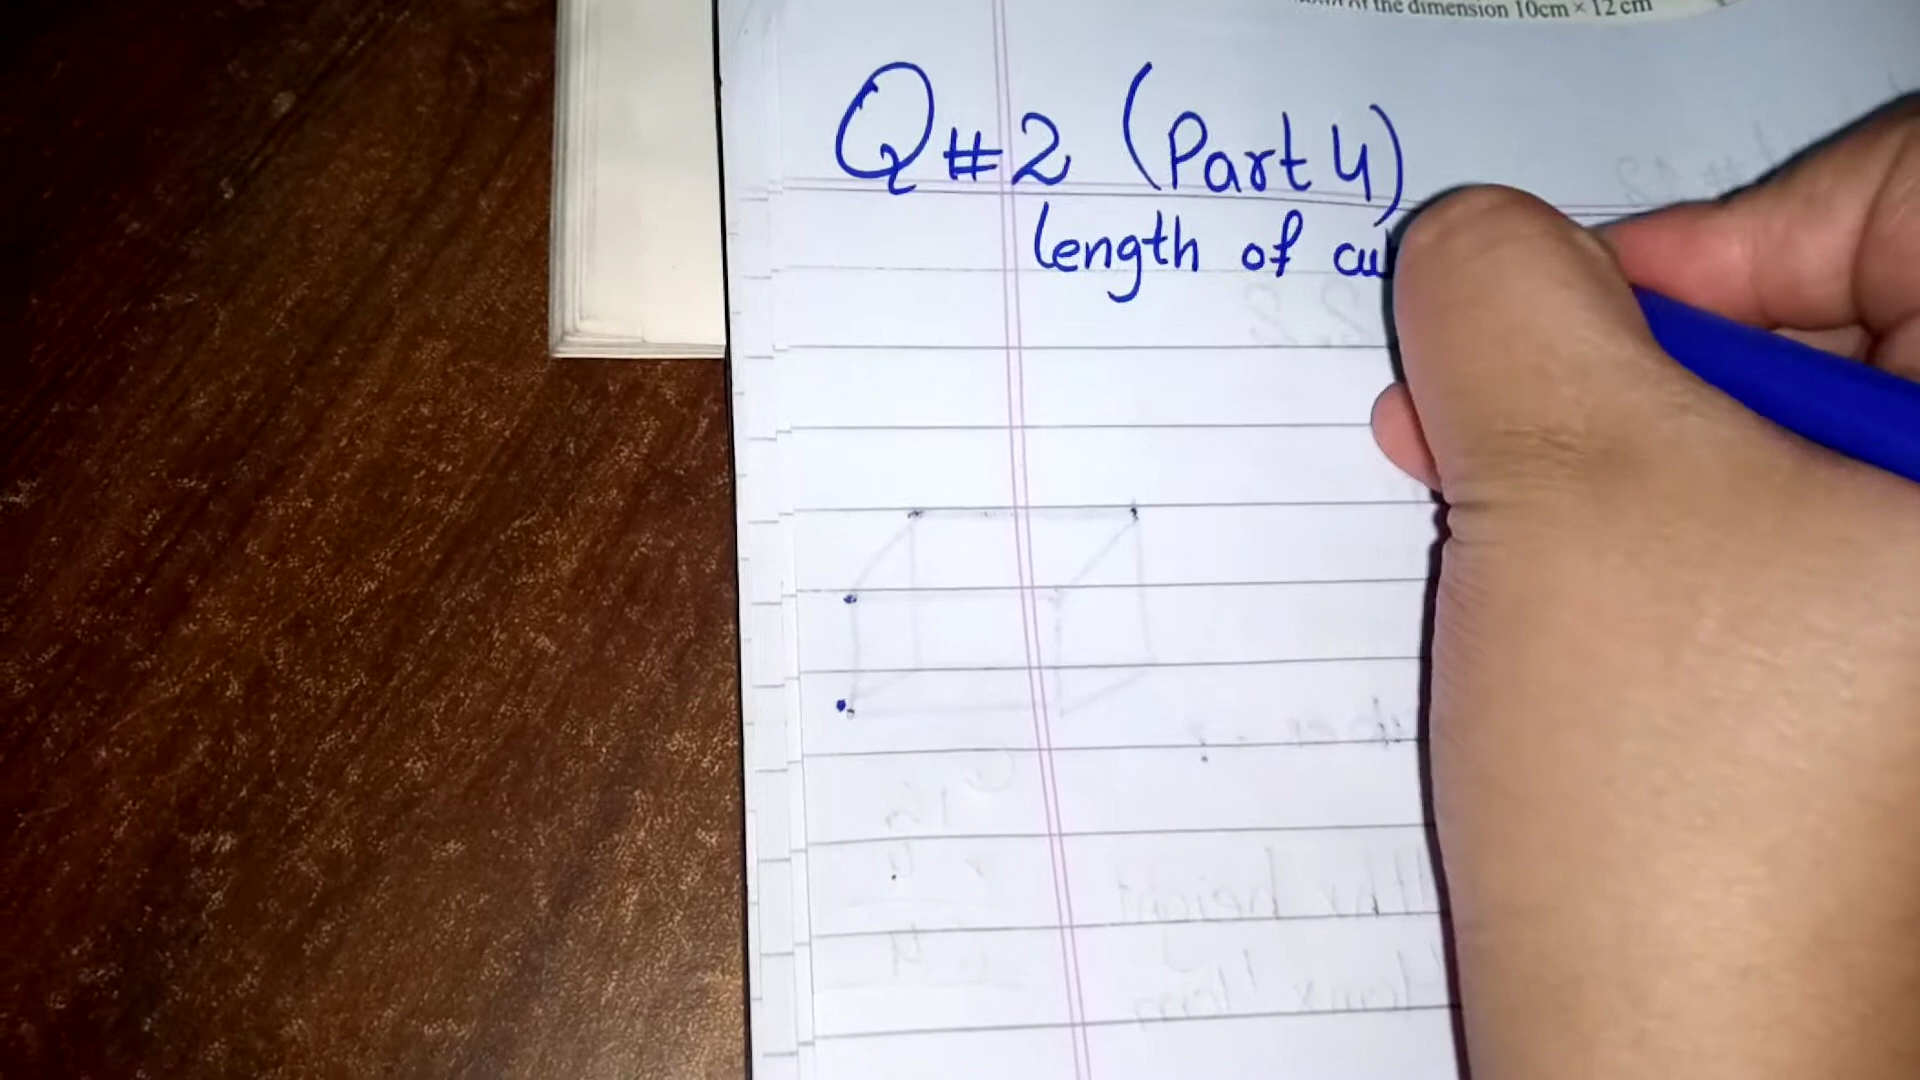 the dimension 10cm × 12 cm
Q#2 (Part 4)
length of cu